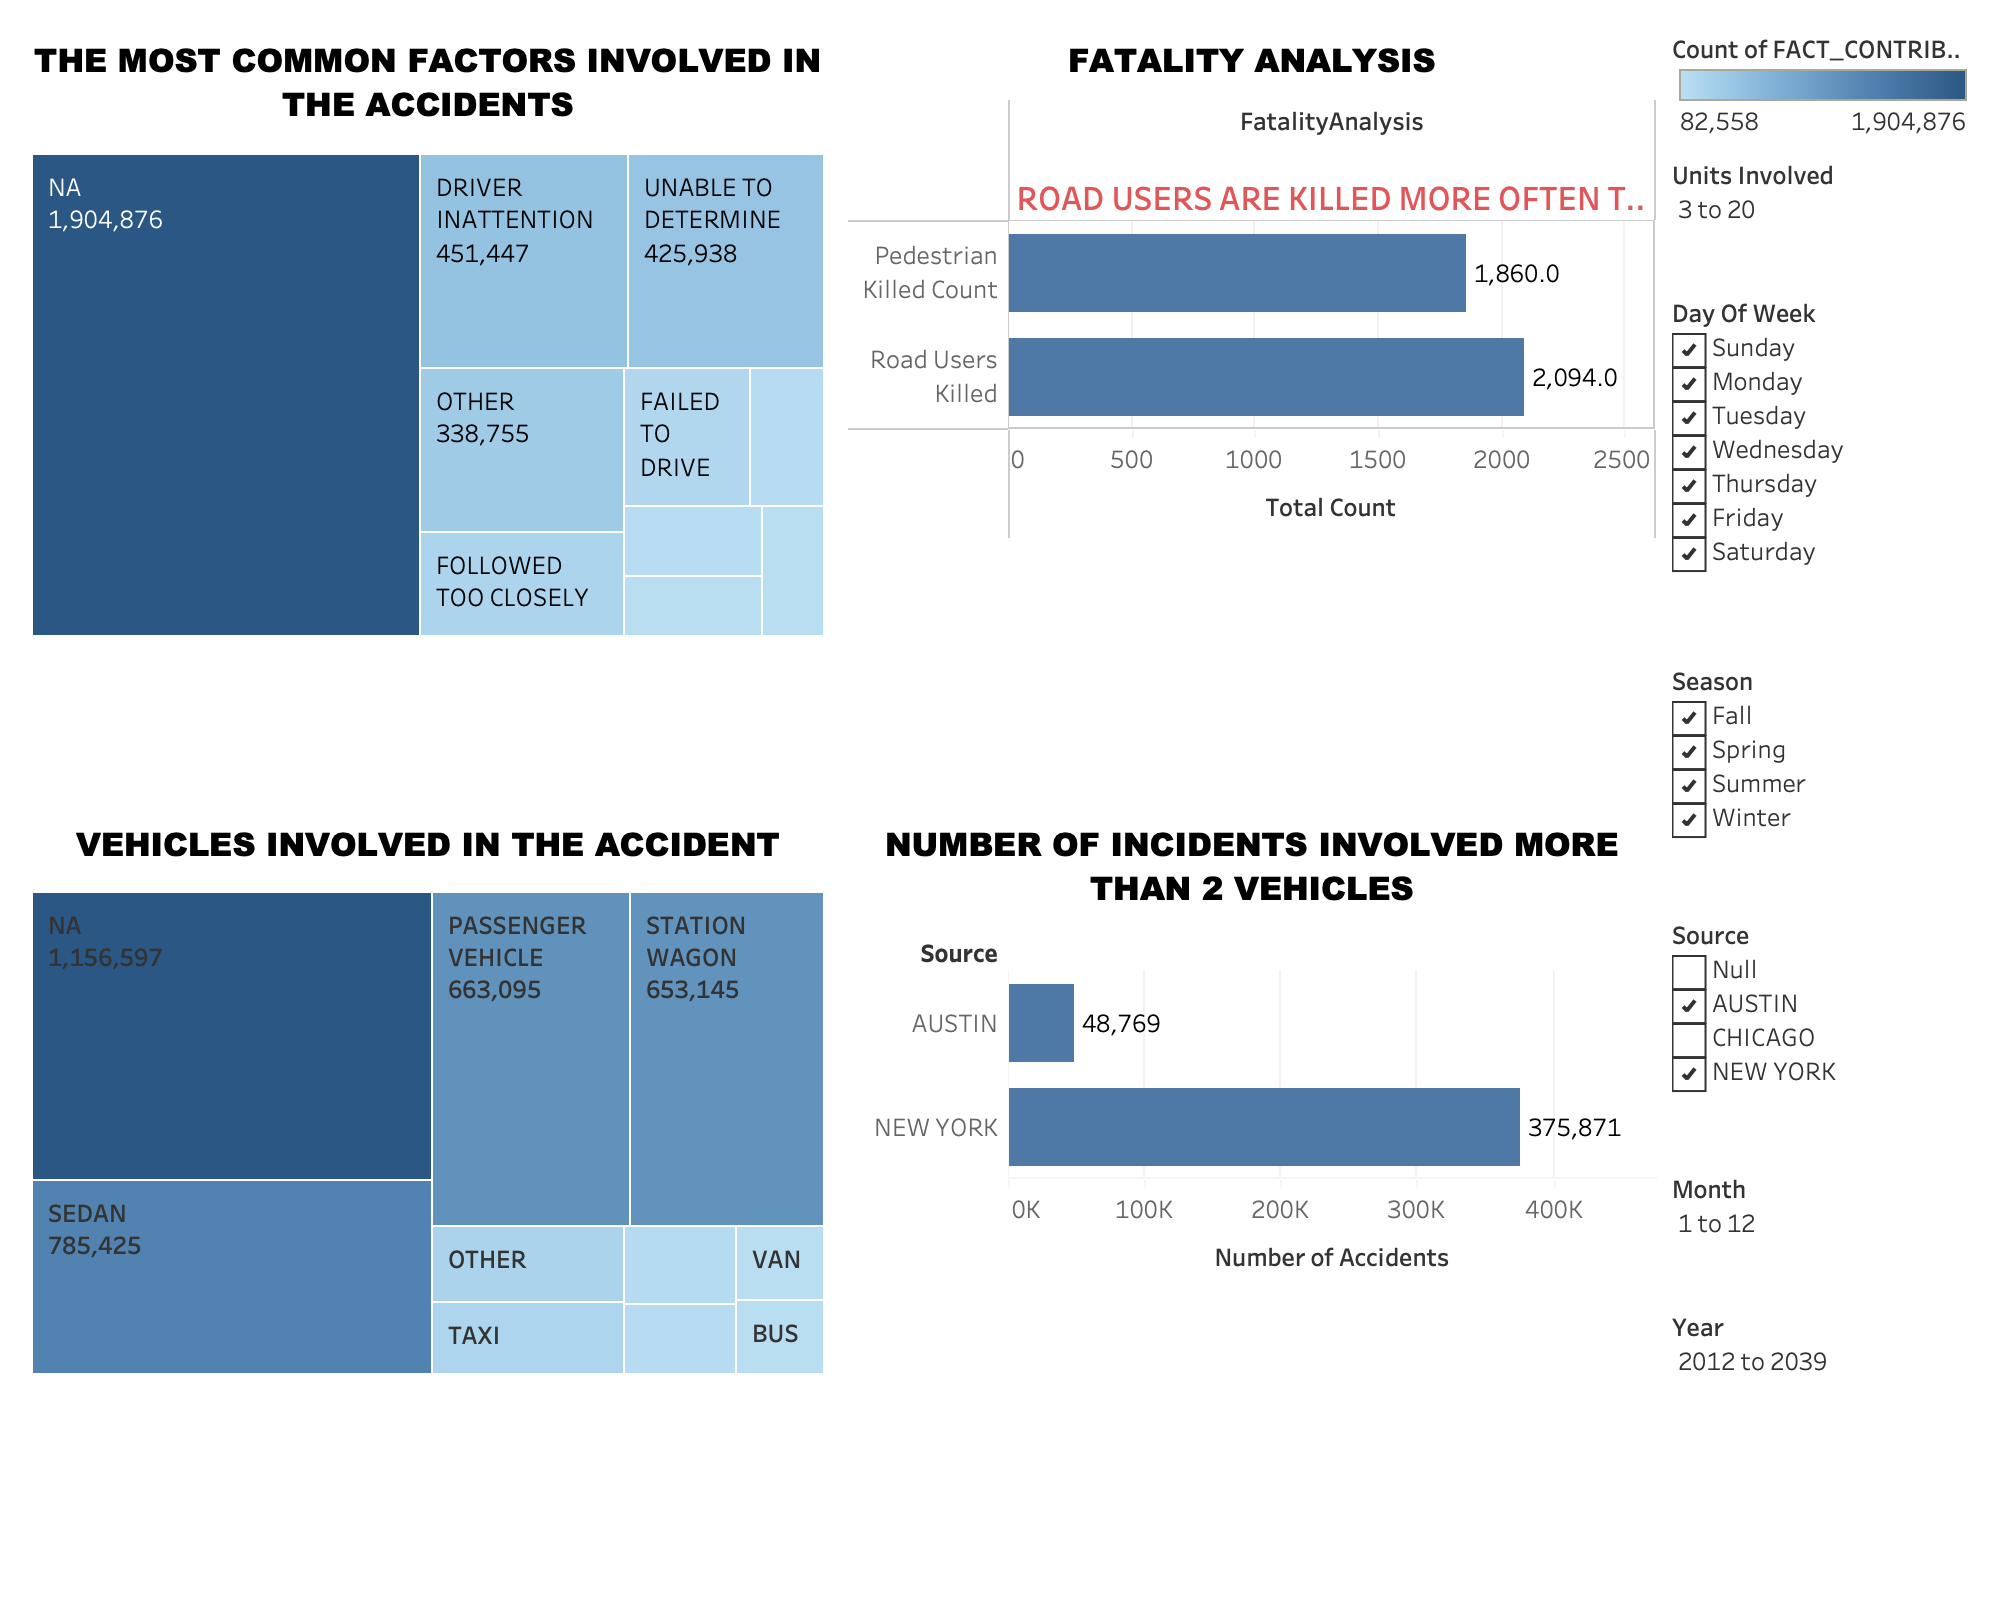 THE MOST COMMON FACTORS INVOLVED IN
THE ACCIDENTS
NA
1,904,876
DRIVER
INATTENTION
451,447
UNABLE TO
DETERMINE
425,938
OTHER
338,755
FAILED
TO
DRIVE
FOLLOWED
TOO CLOSELY
FATALITY ANALYSIS
FatalityAnalysis
ROAD USERS ARE KILLED MORE OFTEN T..
Pedestrian
Killed Count
1,860.0
Road Users
Killed
2,094.0
0 500 1000 1500 2000 2500
Total Count
VEHICLES INVOLVED IN THE ACCIDENT
NA
1,156,597
SEDAN
785,425
PASSENGER
VEHICLE
663,095
STATION
WAGON
653,145
OTHER
TAXI
VAN
BUS
NUMBER OF INCIDENTS INVOLVED MORE
THAN 2 VEHICLES
Source
AUSTIN
48,769
NEW YORK
375,871
0K 100K 200K 300K 400K
Number of Accidents
Count of FACT_CONTRIB..
82,558 1,904,876
Units Involved
3 to 20
Day Of Week
Sunday
Monday
Tuesday
Wednesday
Thursday
Friday
Saturday
Season
Fall
Spring
Summer
Winter
Source
Null
AUSTIN
CHICAGO
NEW YORK
Month
1 to 12
Year
2012 to 2039